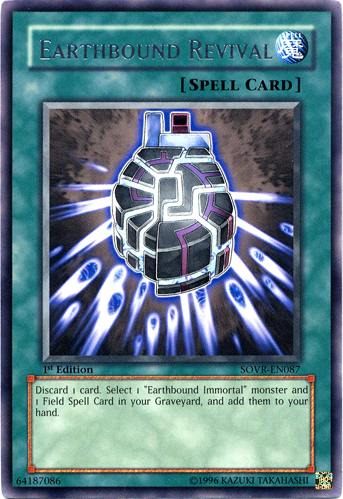 EARTHBOUND REVIVAL
[SPELL CARD]
1st Edition
SOVR-EN087
Discard 1 card. Select 1 "Earthbound Immortal" monster and
1 Field Spell Card in your Graveyard, and add them to your
hand.
64187086
©1996 KAZUKI TAKAHASHI